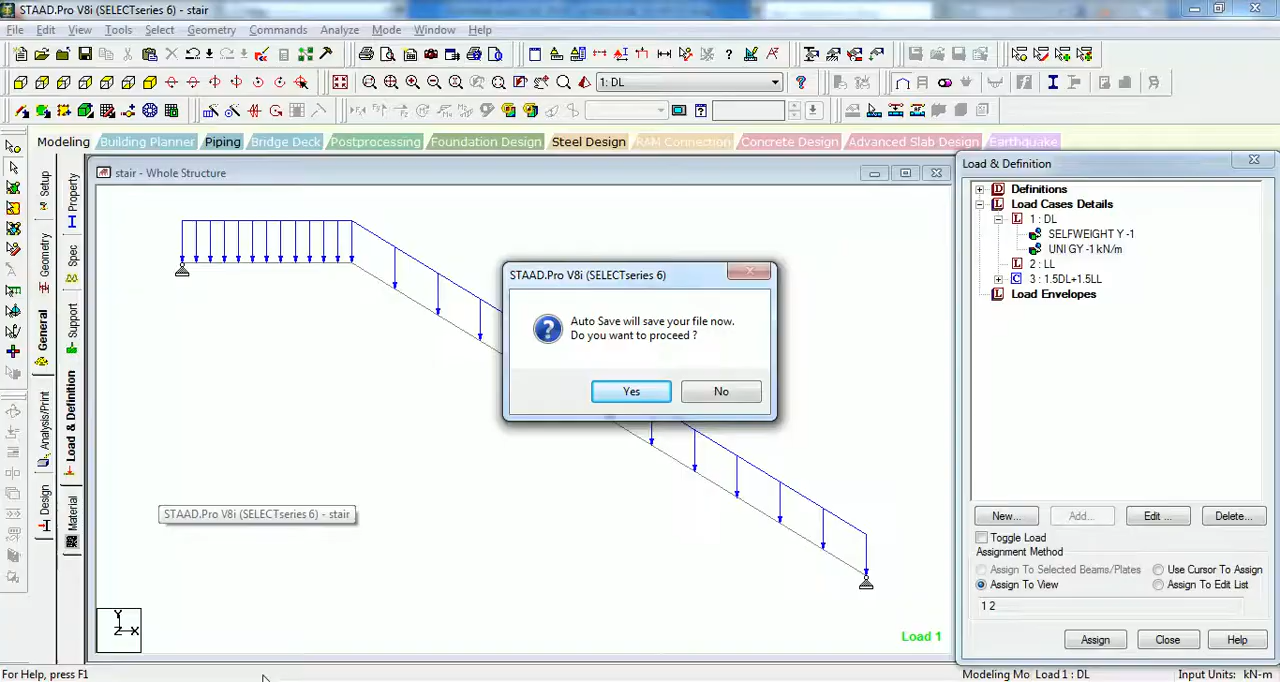 STAAD.Pro V8i (SELECTseries 6) - stair
File Edit View Tools Select Geometry Commands Analyze Mode Window Help
1: DL
Modeling Building Planner Piping Bridge Deck Postprocessing Foundation Design Steel Design RAM Connection Concrete Design Advanced Slab Design Earthquake
Setup
Geometry
General
Analysis/Print
Design
Property
Spec
Support
Load & Definition
Material
stair - Whole Structure
STAAD.Pro V8i (SELECTseries 6)
Auto Save will save your file now.
Do you want to proceed ?
Yes No
STAAD.Pro V8i (SELECTseries 6) - stair
Y
Z X
Load 1
Load & Definition
Definitions
Load Cases Details
1 : DL
SELFWEIGHT Y -1
UNI GY -1 kN/m
2 : LL
3 : 1.5DL+1.5LL
Load Envelopes
New... Add... Edit ... Delete...
Toggle Load
Assignment Method
Assign To Selected Beams/Plates Use Cursor To Assign
Assign To View Assign To Edit List
1 2
Assign Close Help
For Help, press F1
Modeling Mo Load 1 : DL Input Units: kN-m